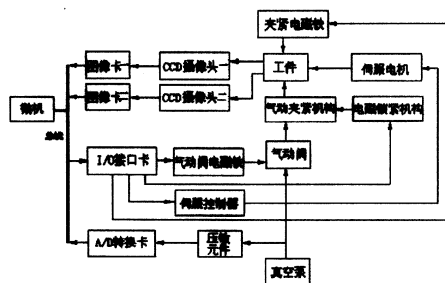 夹紧电磁铁
图像卡一
CCD摄像头一
工件
伺服电机
微机
图像卡二
CCD摄像头二
气动夹紧机构
电磁锁紧机构
总线
I/O接口卡
气动阀电磁铁
气动阀
伺服控制器
A/D转换卡
压敏
元件
真空泵